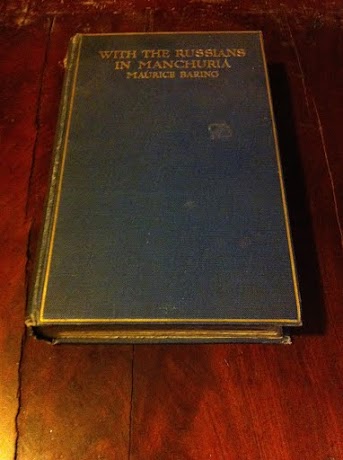 WITH THE RUSSIANS
IN MANCHURIA
MAURICE BARING